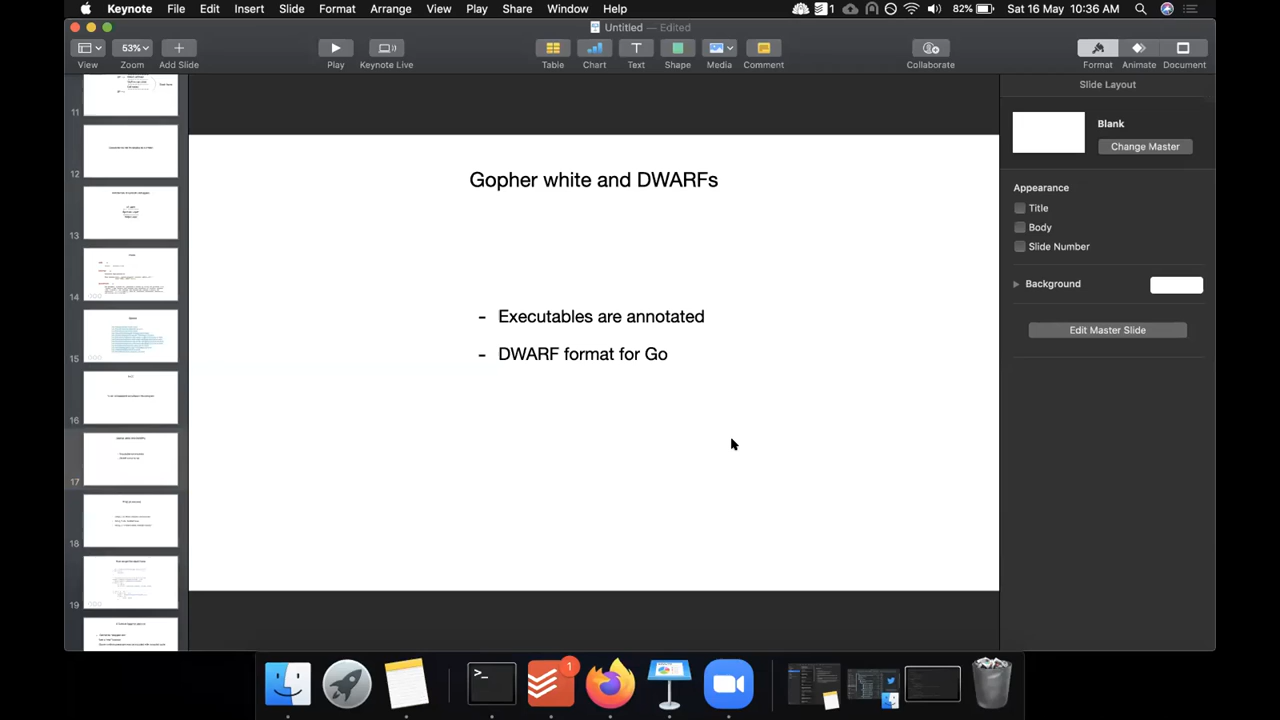 Keynote File Edit Insert Slide Format Arrange View Play Share Window Help 82% Sat 16 May 10:36 AM
Untitled — Edited
53%
View Zoom Add Slide Play Keynote Live Table Chart Text Shape Media Comment Collaborate Format Animate Document
Slide Layout
Blank
Change Master
Appearance
Title
Body
Slide Number
Background
Edit Master Slide
11
12
13
14
15
16
17
18
19
Gopher white and DWARFs
- Executables are annotated
- DWARF format for Go
1